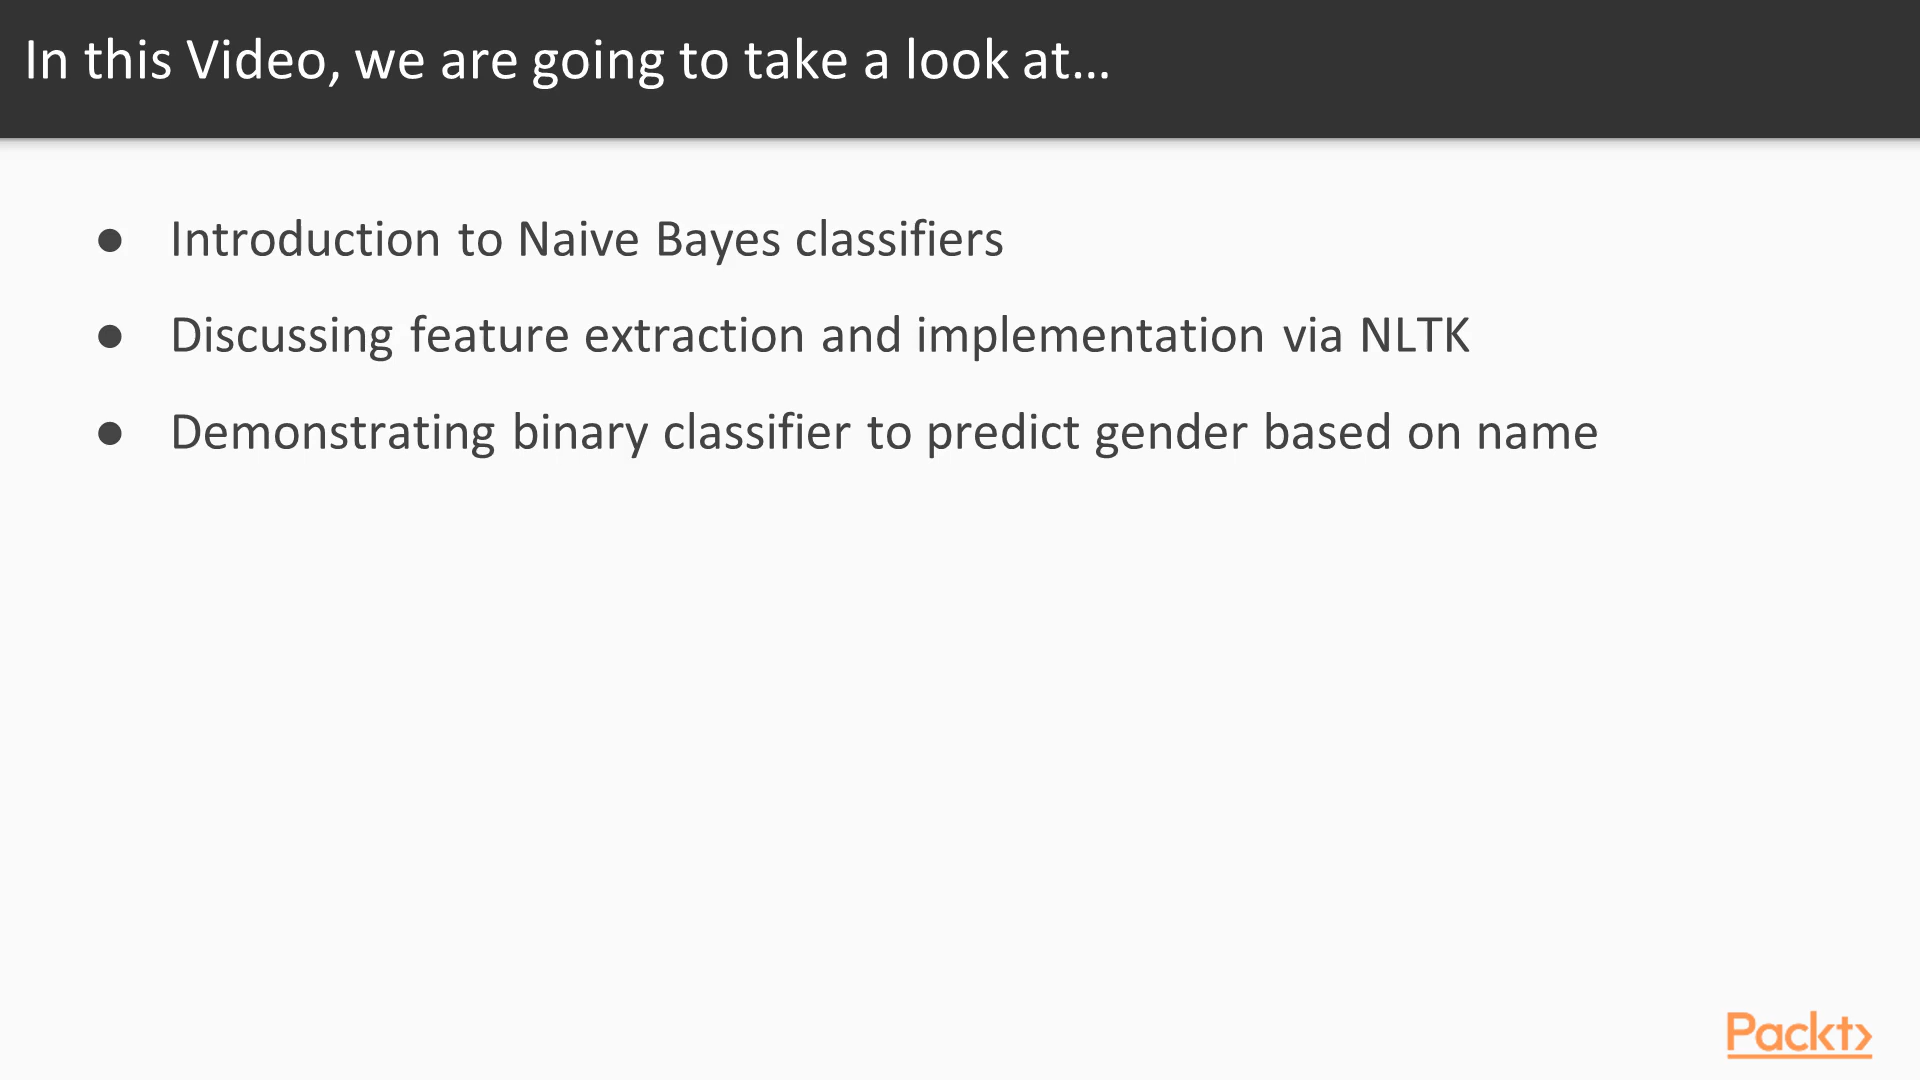 In this Video, we are going to take a look at…
● Introduction to Naive Bayes classifiers
● Discussing feature extraction and implementation via NLTK
● Demonstrating binary classifier to predict gender based on name
Packt>